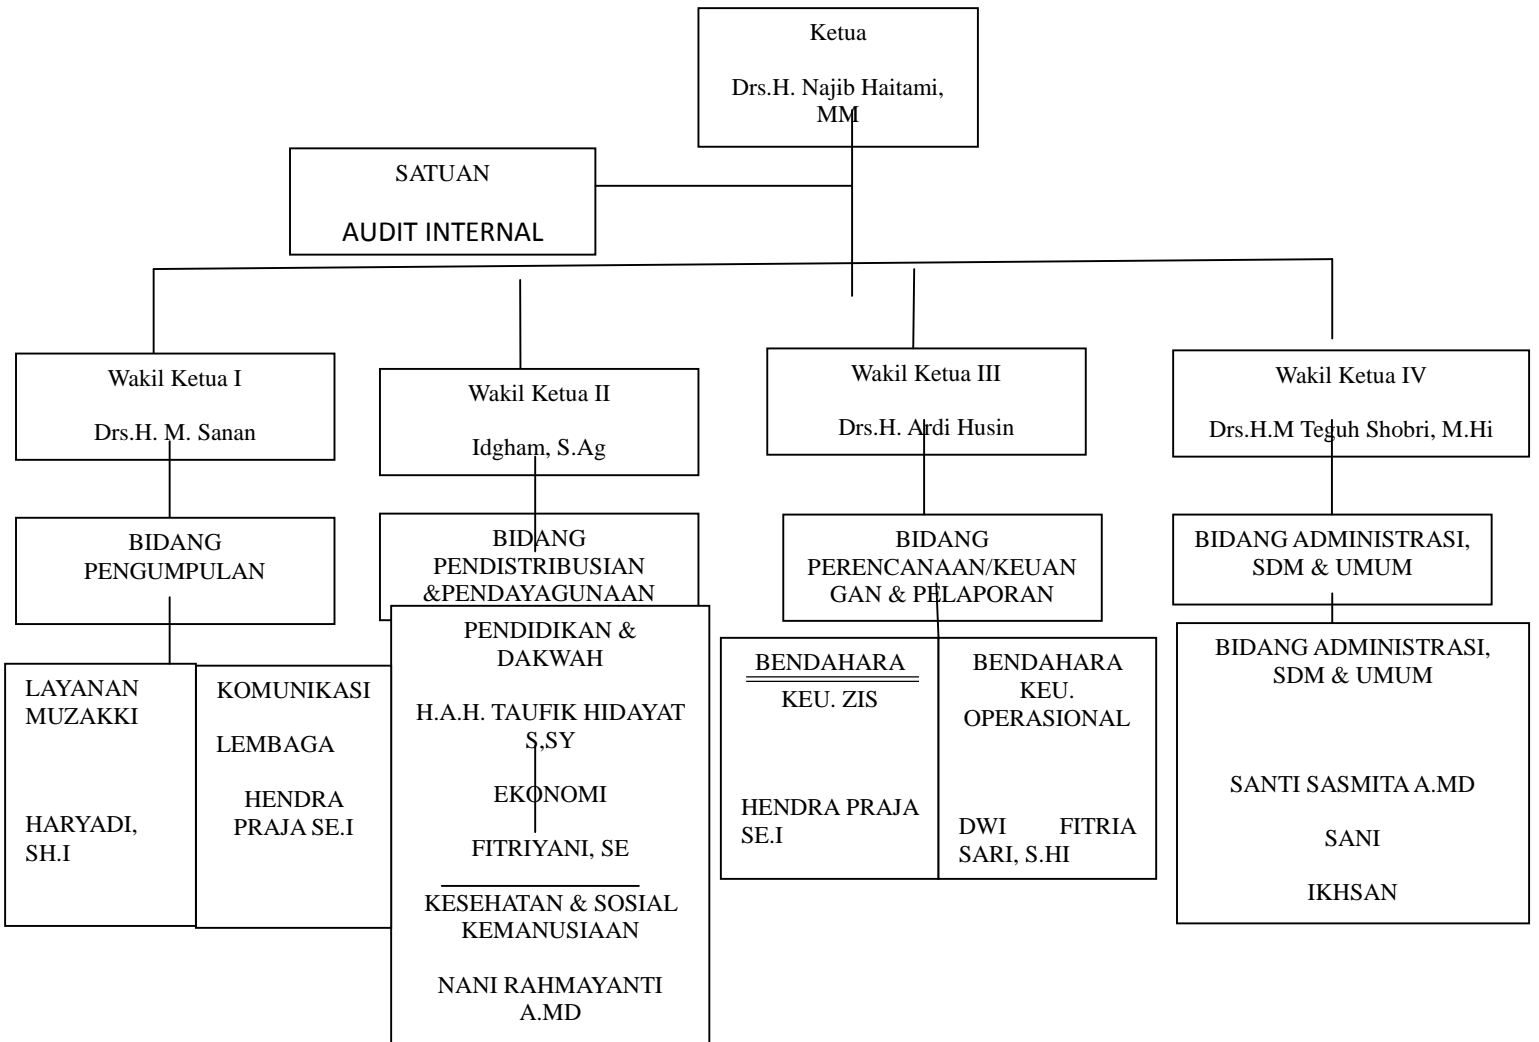 Ketua
Drs.H. Najib Haitami,
MM
SATUAN
AUDIT INTERNAL
Wakil Ketua I
Drs.H. M. Sanan
Wakil Ketua II
Idgham, S.Ag
Wakil Ketua III
Drs.H. Ardi Husin
Wakil Ketua IV
Drs.H.M Teguh Shobri, M.Hi
BIDANG
PENGUMPULAN
BIDANG
PENDISTRIBUSIAN
&PENDAYAGUNAAN
BIDANG
PERENCANAAN/KEUAN
GAN & PELAPORAN
BIDANG ADMINISTRASI,
SDM & UMUM
LAYANAN
MUZAKKI
HARYADI,
SH.I
KOMUNIKASI
LEMBAGA
HENDRA
PRAJA SE.I
PENDIDIKAN &
DAKWAH
H.A.H. TAUFIK HIDAYAT
S,SY
EKONOMI
FITRIYANI, SE
KESEHATAN & SOSIAL
KEMANUSIAAN
NANI RAHMAYANTI
A.MD
BENDAHARA
KEU. ZIS
HENDRA PRAJA
SE.I
BENDAHARA
KEU.
OPERASIONAL
DWI FITRIA
SARI, S.HI
BIDANG ADMINISTRASI,
SDM & UMUM
SANTI SASMITA A.MD
SANI
IKHSAN